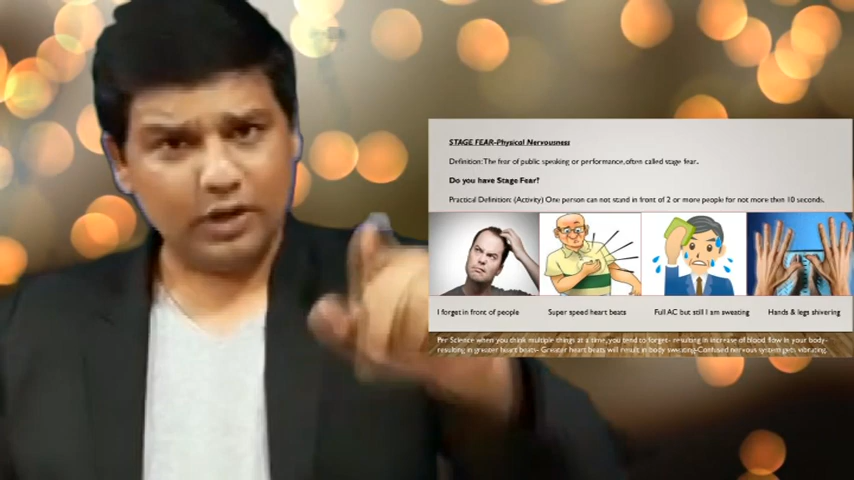 STAGE FEAR-Physical Nervousness
Definition: The fear of public speaking or performance, often called stage fear.
Do you have Stage Fear?
Practical Definition: (Activity) One person can not stand in front of 2 or more people for not more then 10 seconds.
I forget in front of people
Super speed heart beats
Full AC but still I am sweating
Hands & legs shivering
Per Science when you think multiple things at a time, you tend to forget- resulting in increase of blood flow in your body-
resulting in greater heart beats- Greater heart beats will result in body sweating-Confused nervous system gets vibrating.